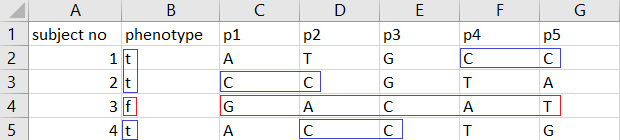 A B C D E F G
1 subject no phenotype p1 p2 p3 p4 p5
2 1 t A T G C C
3 2 t C C G T A
4 3 f G A C A T
5 4 t A C C T G